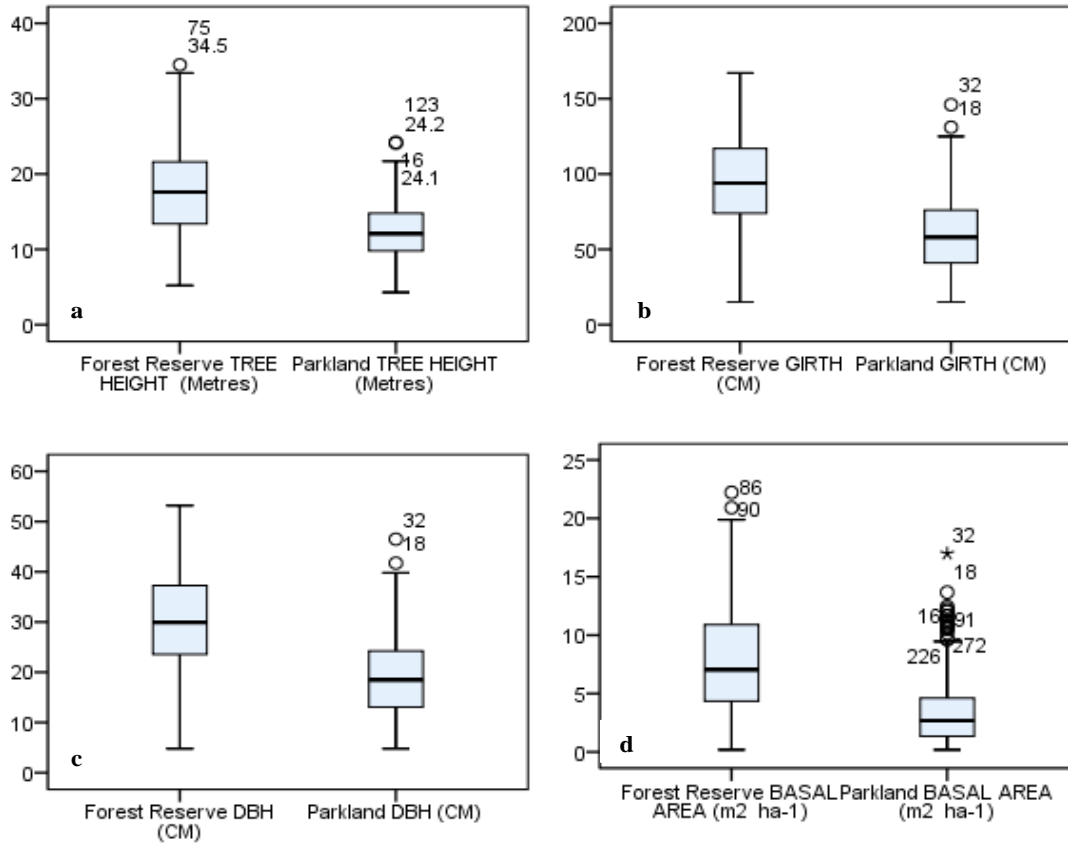 40
30
20
10
0
75
34.5
123
24.2
16
24.1
a
Forest Reserve TREE
HEIGHT (Metres)
Parkland TREE HEIGHT
(Metres)
200
150
100
50
0
32
18
b
Forest Reserve GIRTH
(CM)
Parkland GIRTH (CM)
60
50
40
30
20
10
0
32
18
c
Forest Reserve DBH
(CM)
Parkland DBH (CM)
25
20
15
10
5
0
86
90
32
18
16
91
272
226
d
Forest Reserve BASAL
AREA (m2 ha-1)
Parkland BASAL AREA
(m2 ha-1)